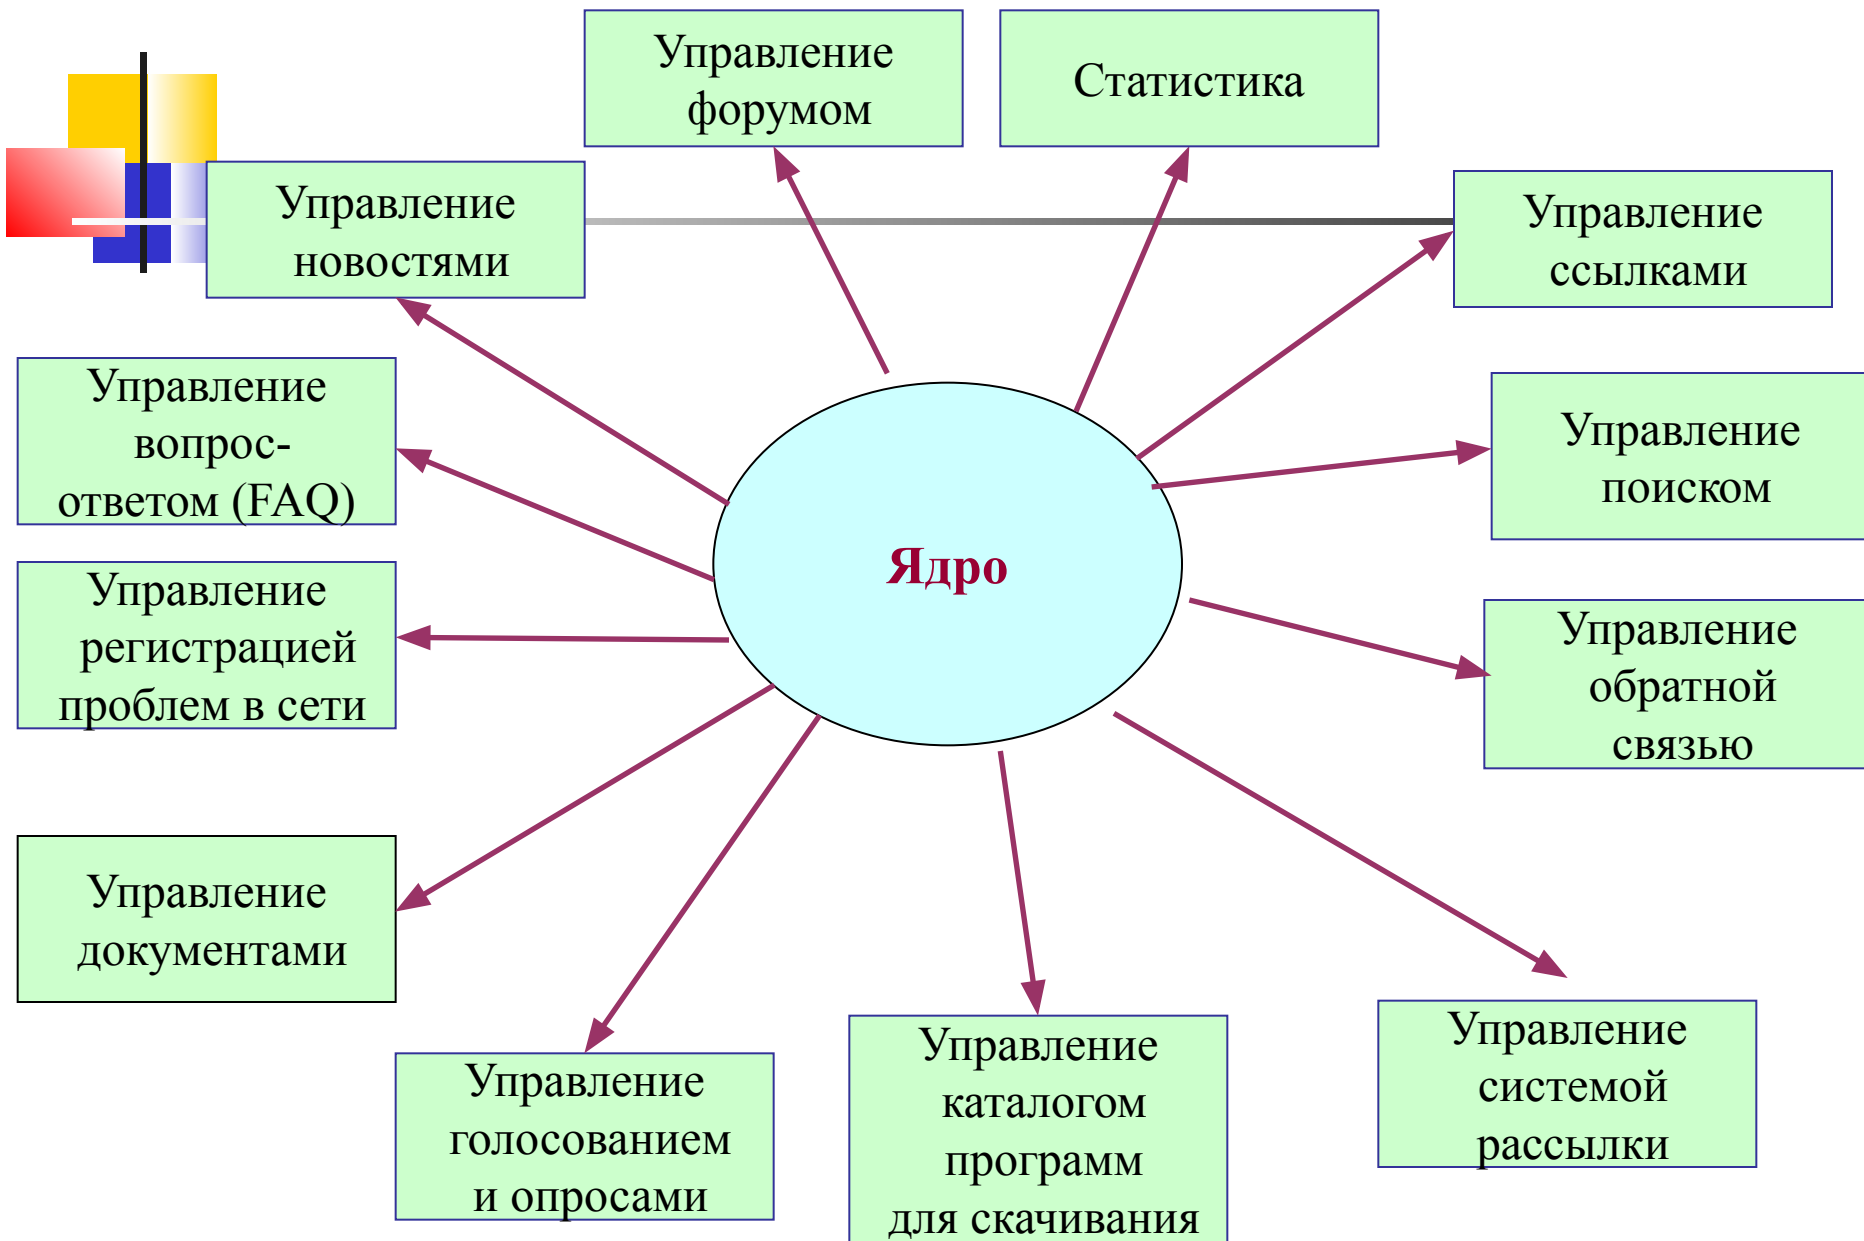 Управление
форумом
Статистика
Управление
новостями
Управление
ссылками
Управление
вопрос-
ответом (FAQ)
Управление
поиском
Ядро
Управление
регистрацией
проблем в сети
Управление
обратной
связью
Управление
документами
Управление
голосованием
и опросами
Управление
каталогом
программ
для скачивания
Управление
системой
рассылки